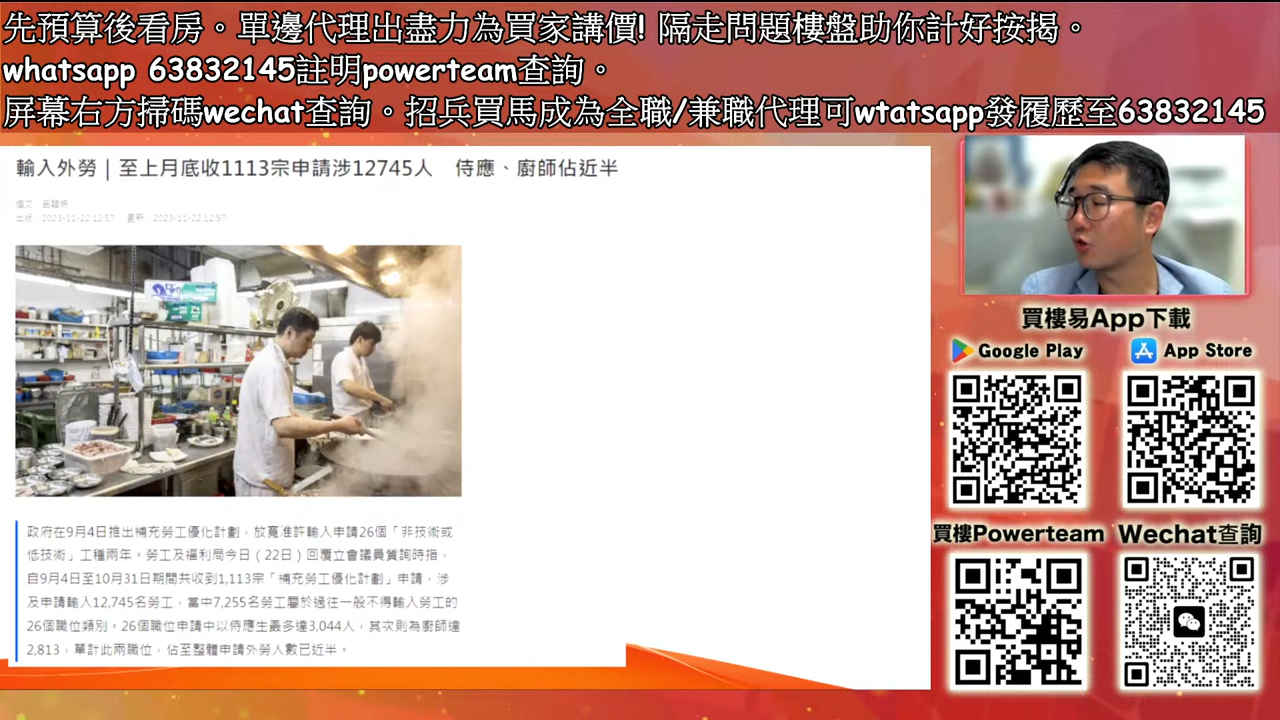 先預算後看房。單邊代理出盡力為買家講價! 隔走問題樓盤助你計好按揭。
whatsapp 63832145註明powerteam查詢。
屏幕右方掃碼wechat查詢。招兵買馬成為全職/兼職代理可wtatsapp發履歷至63832145
輸入外勞｜至上月底收1113宗申請涉12745人　侍應、廚師佔近半
撰文
出版 2023-11-22 12:57 更新 2023-11-22 12:57
政府在9月4日推出補充勞工優化計劃，放寬准許輸入申請26個「非技術或
低技術」工種兩年。勞工及福利局今日（22日）回覆立會議員質詢時指，
自9月4日至10月31日期間共收到1,113宗「補充勞工優化計劃」申請，涉
及申請輸入12,745名勞工，當中7,255名勞工屬於過往一般不得輸入勞工的
26個職位類別。26個職位申請中以侍應生最多達3,044人，其次則為廚師達
2,813，單計此兩職位，佔至整體申請外勞人數已近半。
買樓易App下載
Google Play
App Store
買樓Powerteam
Wechat查詢